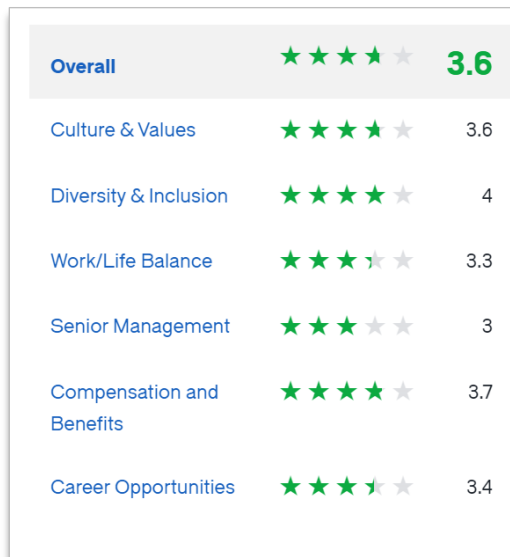 Overall 3.6
Culture & Values 3.6
Diversity & Inclusion 4
Work/Life Balance 3.3
Senior Management 3
Compensation and 3.7
Benefits
Career Opportunities 3.4